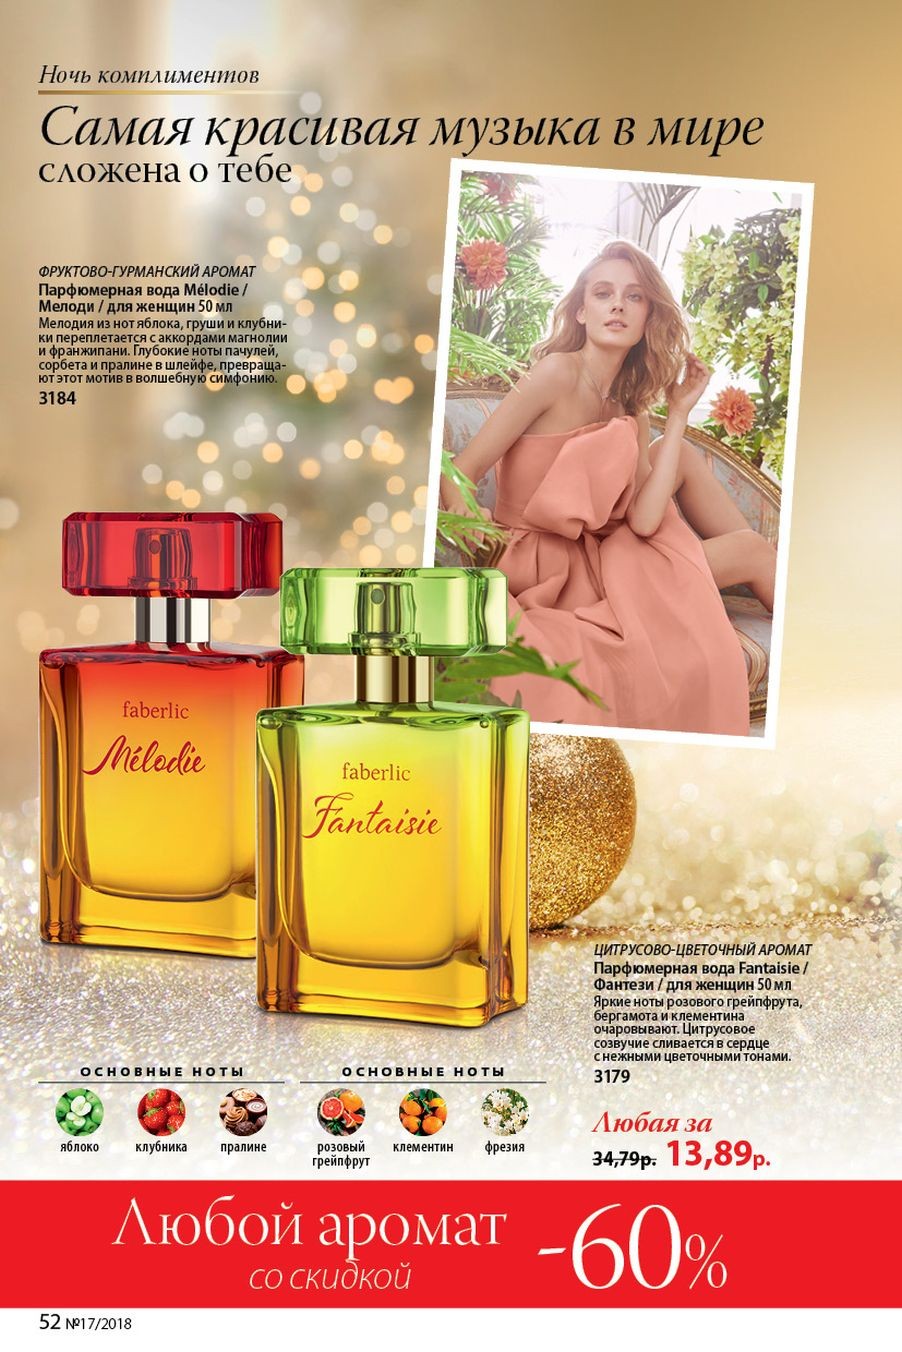 Ночь комплиментов
Самая красивая музыка в мире
сложена о тебе
ФРУКТОВО-ГУРМАНСКИЙ АРОМАТ
Парфюмерная вода Mélodie /
Мелоди / для женщин 50 мл
Мелодия из нот яблока, груши и клубни-
ки переплетается с аккордами магнолии
и франжипани. Глубокие ноты пачулей,
сорбета и пралине в шлейфе, превраща-
ют этот мотив в волшебную симфонию.
3184
faberlic
Mélodie
faberlic
Fantaisie
ЦИТРУСОВО-ЦВЕТОЧНЫЙ АРОМАТ
Парфюмерная вода Fantaisie /
Фантези / для женщин 50 мл
Яркие ноты розового грейпфрута,
бергамота и клементина
очаровывают. Цитрусовое
созвучие сливается в сердце
с нежными цветочными тонами.
3179
ОСНОВНЫЕ НОТЫ
яблоко клубника пралине
ОСНОВНЫЕ НОТЫ
розовый
грейпфрут клементин фрезия
Любая за
34,79р. 13,89р.
Любой аромат
со скидкой
-60%
52 №17/2018